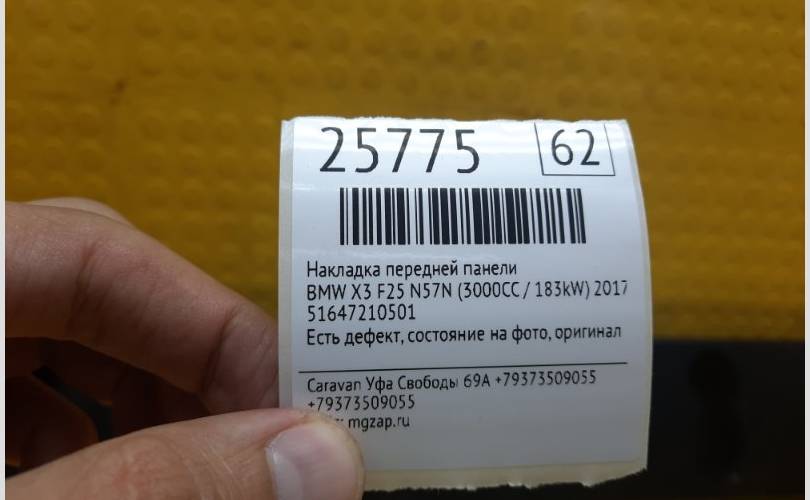 25775 62
Накладка передней панели
BMW X3 F25 N57N (3000CC / 183kW) 2017
51647210501
Есть дефект, состояние на фото, оригинал
Caravan Уфа Свободы 69А +79373509055
+79373509055
mgzap.ru